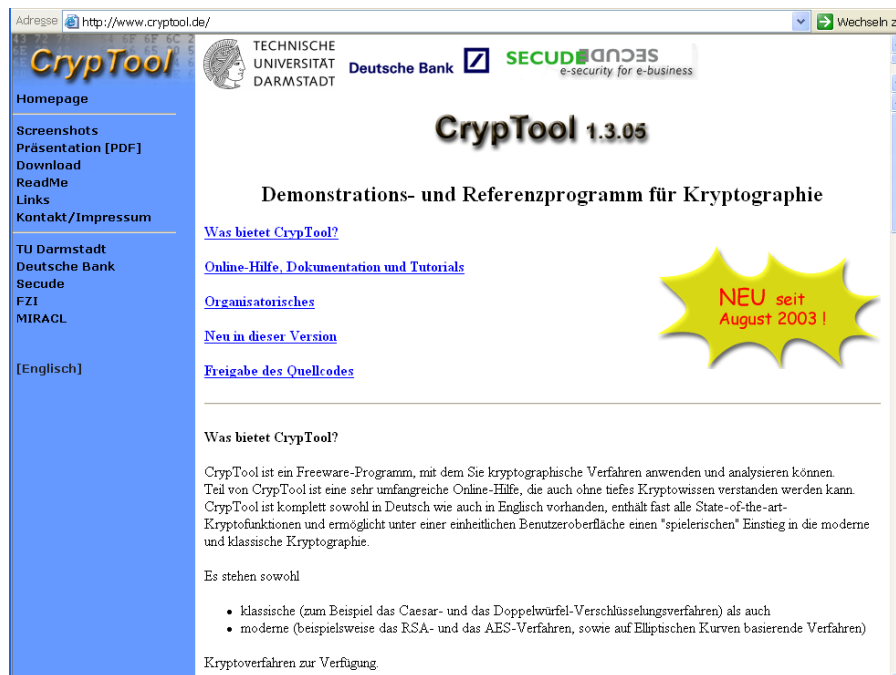 Adresse http://www.cryptool.de/ Wechseln z
CrypTool
Homepage
Screenshots
Präsentation [PDF]
Download
ReadMe
Links
Kontakt/Impressum
TU Darmstadt
Deutsche Bank
Secude
FZI
MIRACL
[Englisch]
TECHNISCHE
UNIVERSITÄT
DARMSTADT
Deutsche Bank
SECUDE
e-security for e-business
CrypTool 1.3.05
Demonstrations- und Referenzprogramm für Kryptographie
Was bietet CrypTool?
Online-Hilfe, Dokumentation und Tutorials
Organisatorisches
Neu in dieser Version
Freigabe des Quellcodes
NEU seit
August 2003 !
Was bietet CrypTool?
CrypTool ist ein Freeware-Programm, mit dem Sie kryptographische Verfahren anwenden und analysieren können.
Teil von CrypTool ist eine sehr umfangreiche Online-Hilfe, die auch ohne tiefes Kryptowissen verstanden werden kann.
CrypTool ist komplett sowohl in Deutsch wie auch in Englisch vorhanden, enthält fast alle State-of-the-art-
Kryptofunktionen und ermöglicht unter einer einheitlichen Benutzeroberfläche einen "spielerischen" Einstieg in die moderne
und klassische Kryptographie.
Es stehen sowohl
• klassische (zum Beispiel das Caesar- und das Doppelwürfel-Verschlüsselungsverfahren) als auch
• moderne (beispielsweise das RSA- und das AES-Verfahren, sowie auf Elliptischen Kurven basierende Verfahren)
Kryptoverfahren zur Verfügung.